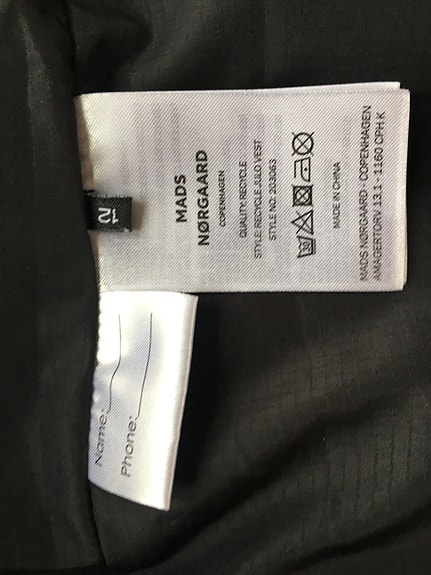 MADS
NØRGAARD
COPENHAGEN
QUALITY: RECYCLE
STYLE: RECYCLE JULO VEST
STYLE NO: 203063
30
MADE IN CHINA
MADS NØRGAARD - COPENHAGEN
AMAGERTORV 13.1 - 1160 CPH K
12
Name:
Phone: